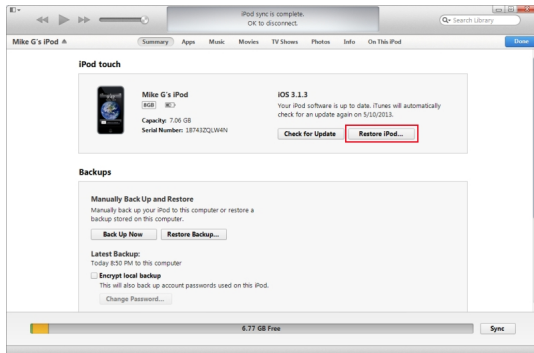 iPod sync is complete.
OK to disconnect.
Search Library
Mike G's iPod
Summary Apps Music Movies TV Shows Photos Info On This iPod
Done
iPod touch
Mike G's iPod
8GB
Capacity: 7.06 GB
Serial Number: 18743ZQLW4N
iOS 3.1.3
Your iPod software is up to date. iTunes will automatically
check for an update again on 5/10/2013.
Check for Update Restore iPod...
Backups
Manually Back Up and Restore
Manually back up your iPod to this computer or restore a
backup stored on this computer.
Back Up Now Restore Backup...
Latest Backup:
Today 8:50 PM to this computer
Encrypt local backup
This will also back up account passwords used on this iPod.
Change Password...
6.77 GB Free
Sync